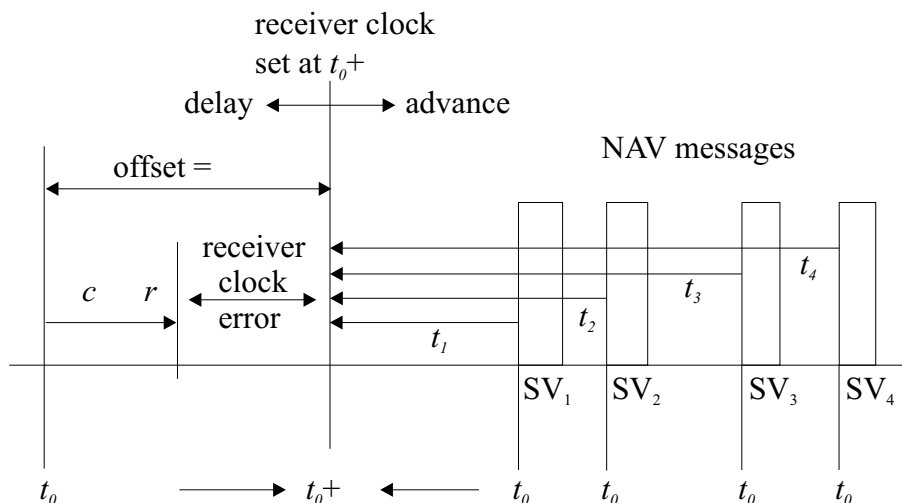 receiver clock
set at t₀+
delay
advance
NAV messages
offset =
receiver
clock
error
c
r
t₁
t₂
t₃
t₄
SV₁
SV₂
SV₃
SV₄
t₀
t₀+
t₀
t₀
t₀
t₀